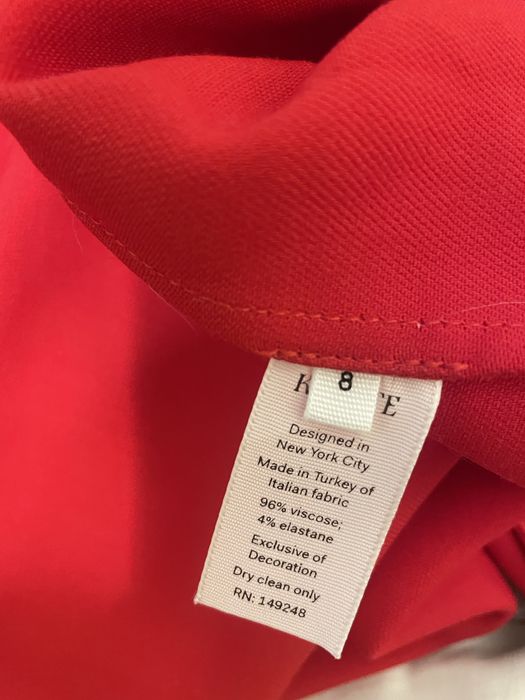 8
Designed in
New York City
Made in Turkey of
Italian fabric
96% viscose;
4% elastane
Exclusive of
Decoration
Dry clean only
RN: 149248